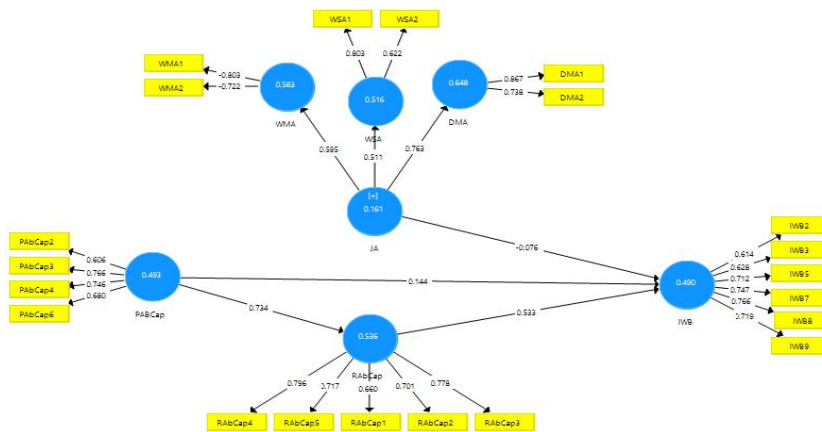 WSA1
WSA2
0.803
0.622
WMA1
WMA2
-0.803
-0.722
0.583
WMA
0.516
WSA
0.648
DMA
0.867
0.738
DMA1
DMA2
0.595
0.511
0.763
[+]
0.161
JA
-0.076
PAbCap2
PAbCap3
PAbCap4
PAbCap6
0.606
0.766
0.746
0.680
0.493
PABCap
0.144
0.734
0.533
0.536
RAbCap
0.490
IWB
0.614
0.628
0.712
0.747
0.766
0.719
IWB2
IWB3
IWB5
IWB7
IWB8
IWB9
0.796
0.717
0.660
0.701
0.778
RAbCap4
RAbCap5
RAbCap1
RAbCap2
RAbCap3